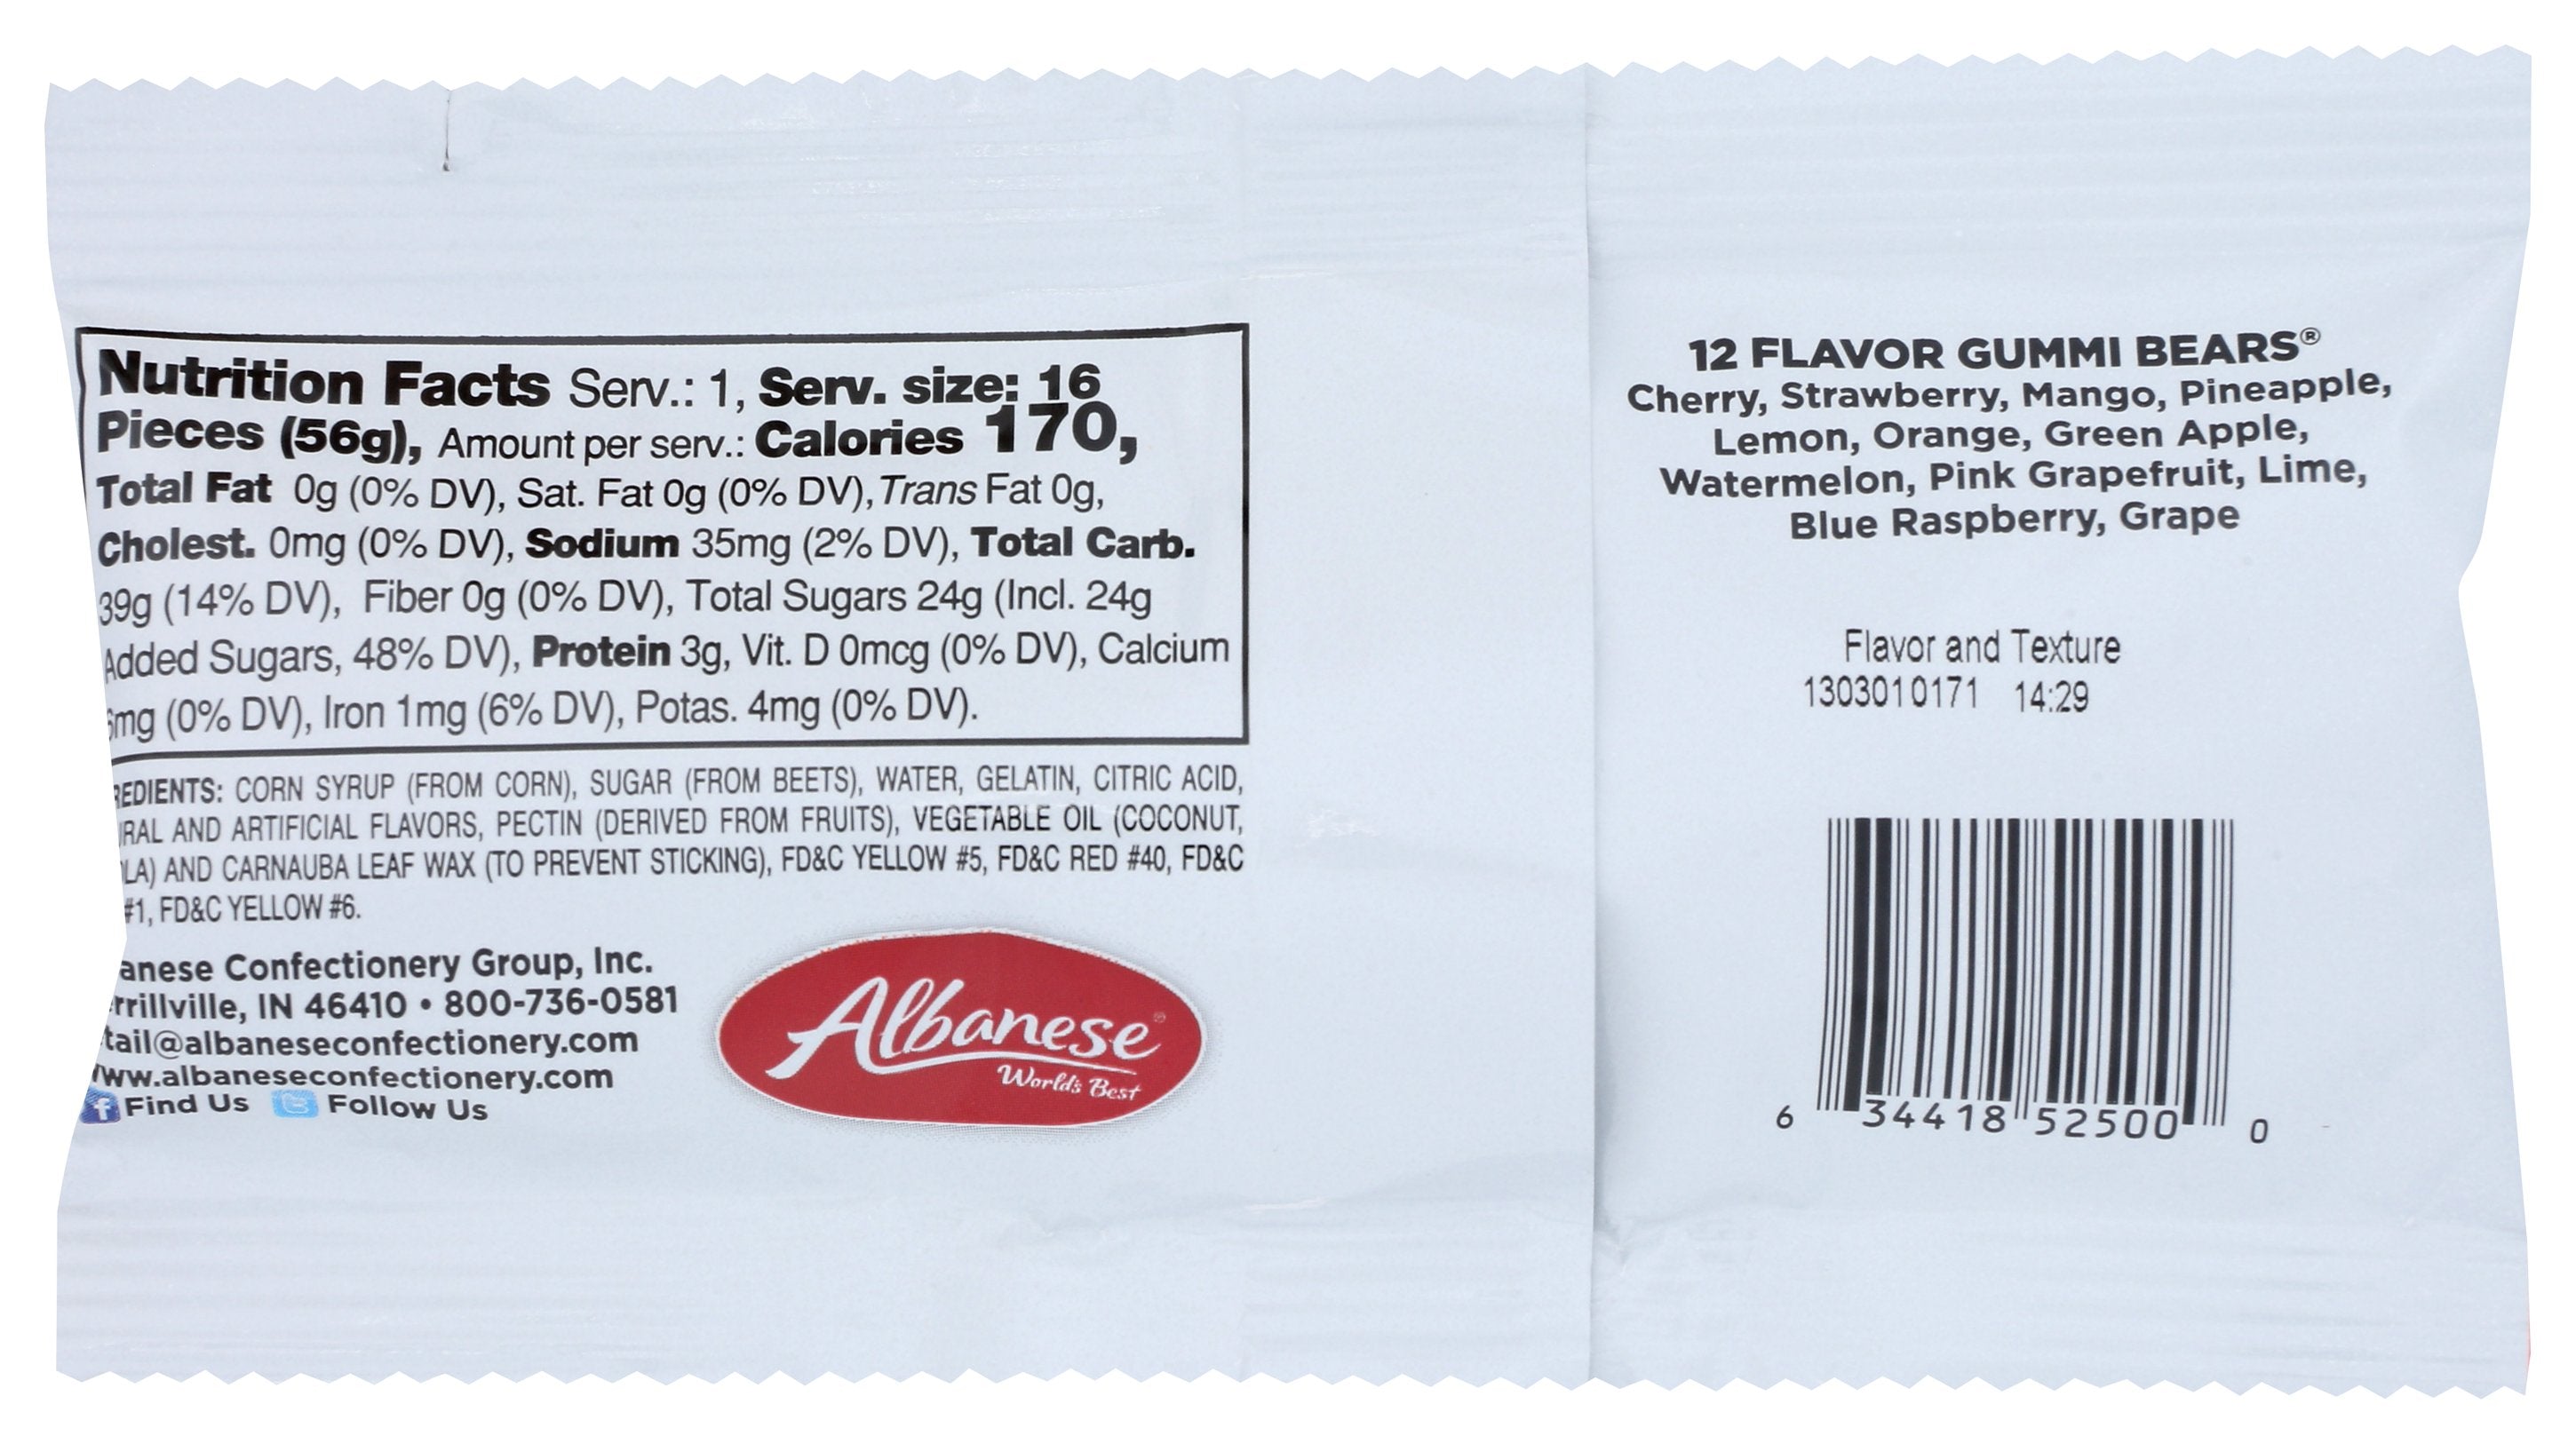 Nutrition Facts Serv.: 1, Serv. size: 16
Pieces (56g), Amount per serv.: Calories 170,
Total Fat 0g (0% DV), Sat. Fat 0g (0% DV), Trans Fat 0g,
Cholest. 0mg (0% DV), Sodium 35mg (2% DV), Total Carb.
39g (14% DV), Fiber 0g (0% DV), Total Sugars 24g (Incl. 24g
Added Sugars, 48% DV), Protein 3g, Vit. D 0mcg (0% DV), Calcium
(0% DV), Iron 1mg (6% DV), Potas. 4mg (0% DV).
REDIENTS: CORN SYRUP (FROM CORN), SUGAR (FROM BEETS), WATER, GELATIN, CITRIC ACID,
RAL AND ARTIFICIAL FLAVORS, PECTIN (DERIVED FROM FRUITS), VEGETABLE OIL (COCONUT,
LA) AND CARNAUBA LEAF WAX (TO PREVENT STICKING), FD&C YELLOW #5, FD&C RED #40, FD&C
#1, FD&C YELLOW #6.
anese Confectionery Group, Inc.
rrillville, IN 46410 • 800-736-0581
tail@albaneseconfectionery.com
www.albaneseconfectionery.com
Find Us Follow Us
Albanese®
World's Best
12 FLAVOR GUMMI BEARS®
Cherry, Strawberry, Mango, Pineapple,
Lemon, Orange, Green Apple,
Watermelon, Pink Grapefruit, Lime,
Blue Raspberry, Grape
Flavor and Texture
1303010171 14:29
6 34418 52500 0